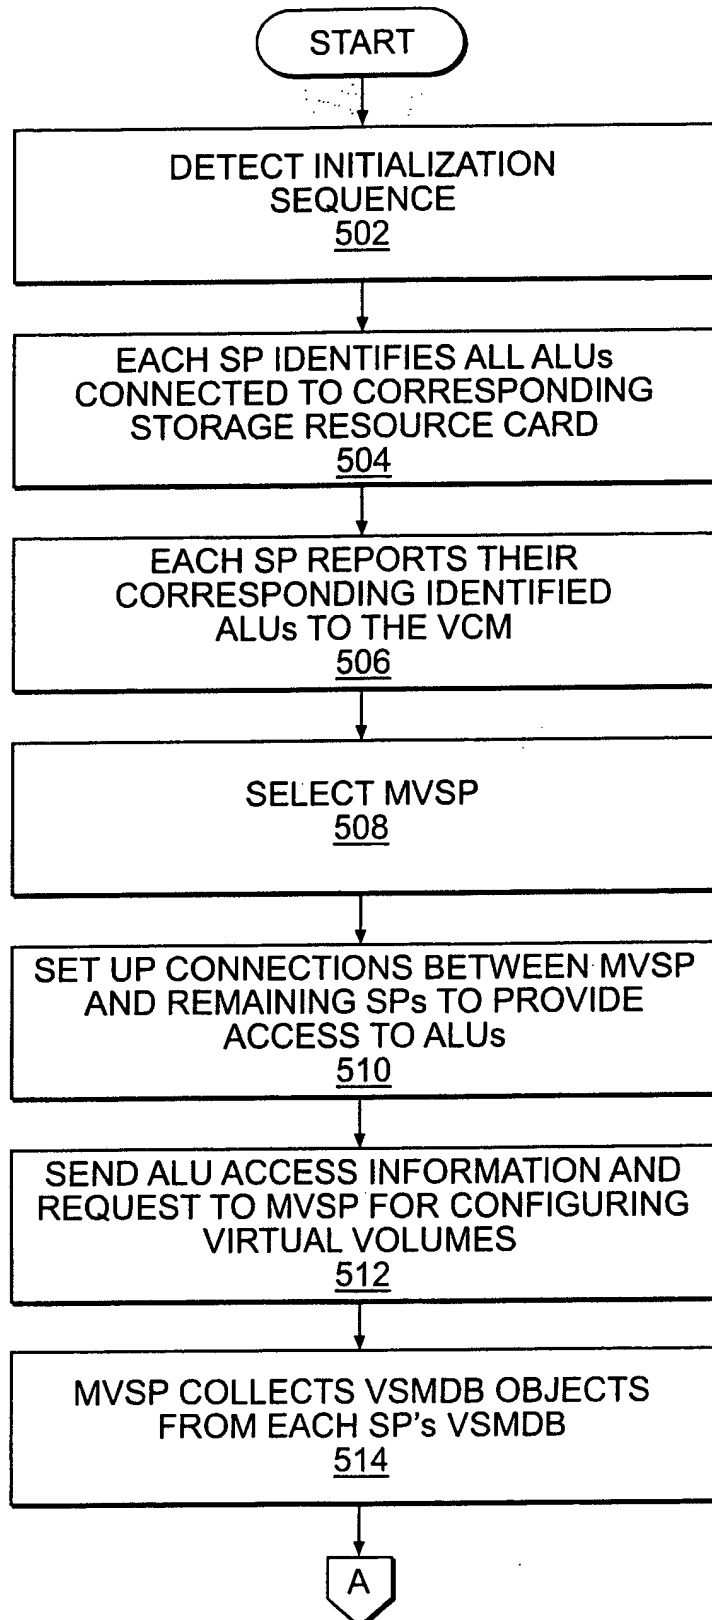 START
DETECT INITIALIZATION
SEQUENCE
502
EACH SP IDENTIFIES ALL ALUs
CONNECTED TO CORRESPONDING
STORAGE RESOURCE CARD
504
EACH SP REPORTS THEIR
CORRESPONDING IDENTIFIED
ALUs TO THE VCM
506
SELECT MVSP
508
SET UP CONNECTIONS BETWEEN MVSP
AND REMAINING SPs TO PROVIDE
ACCESS TO ALUs
510
SEND ALU ACCESS INFORMATION AND
REQUEST TO MVSP FOR CONFIGURING
VIRTUAL VOLUMES
512
MVSP COLLECTS VSMDB OBJECTS
FROM EACH SP's VSMDB
514
A